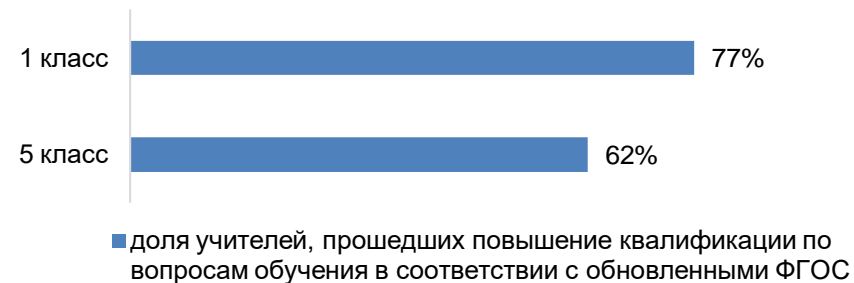 1 класс
77%
5 класс
62%
доля учителей, прошедших повышение квалификации по
вопросам обучения в соответствии с обновленными ФГОС